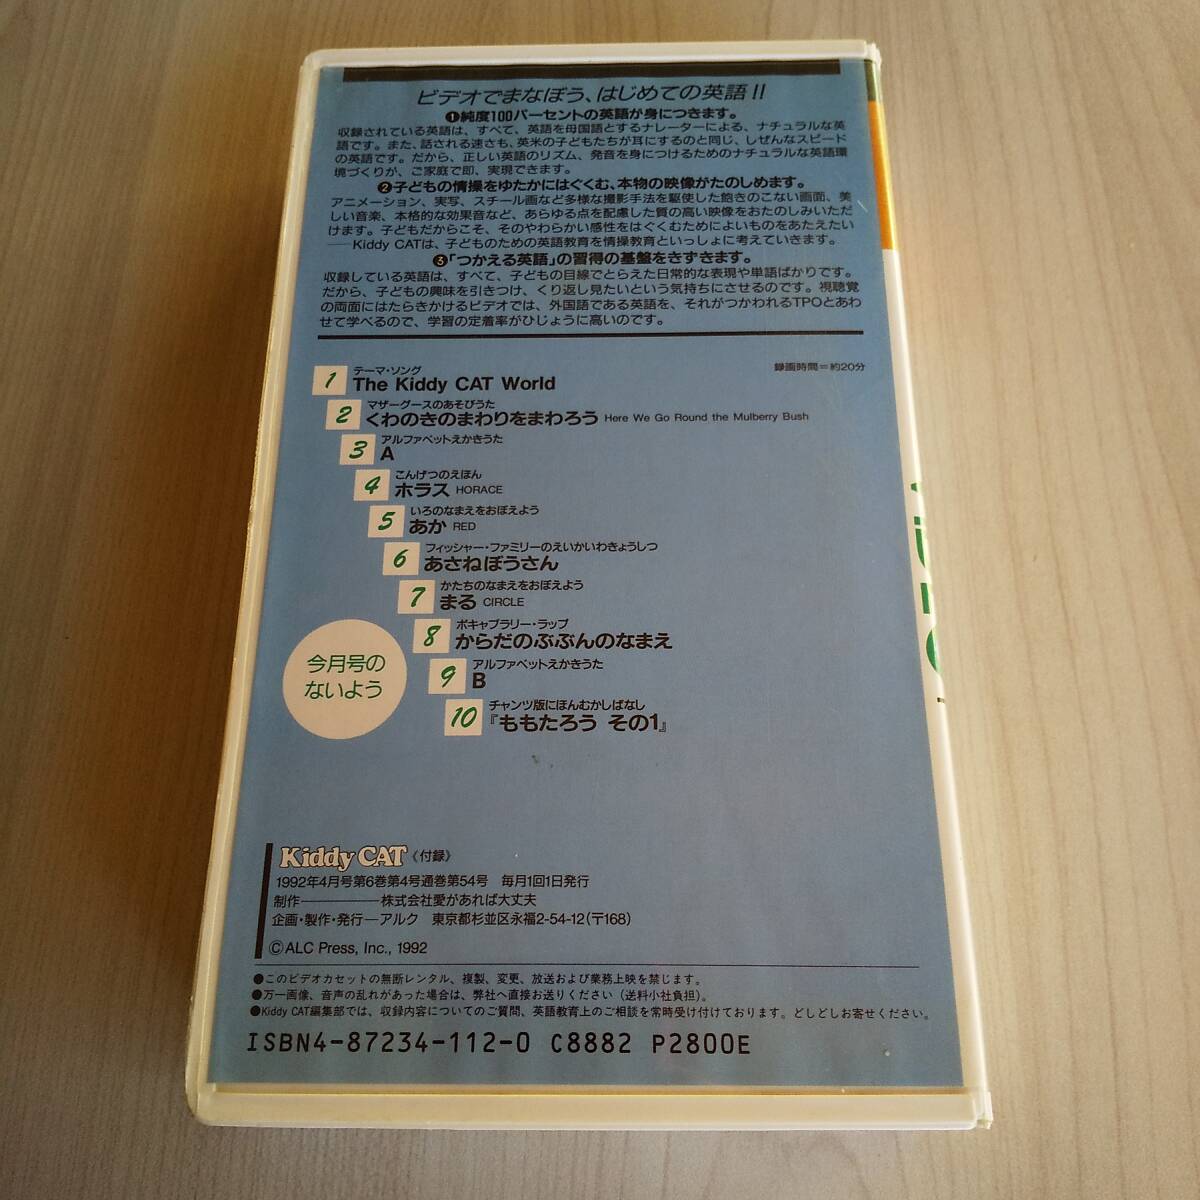 ビデオでまなぼう、はじめての英語!!
❶純度100パーセントの英語が身につきます。
収録されている英語は、すべて、英語を母国語とするナレーターによる、ナチュラルな英
語です。また、話される速さも、英米の子どもたちが耳にするのと同じ、しぜんなスピード
の英語です。だから、正しい英語のリズム、発音を身につけるためのナチュラルな英語環
境づくりが、ご家庭で即、実現できます。
❷子どもの情操をゆたかにはぐくむ、本物の映像がたのしめます。
アニメーション、実写、スチール画など多様な撮影手法を駆使した飽きのこない画面、美
しい音楽、本格的な効果音など、あらゆる点を配慮した質の高い映像をおたのしみいただ
けます。子どもだからこそ、そのやわらかい感性をはぐくむためによいものをあたえたい
──Kiddy CATは、子どものための英語教育を情操教育といっしょに考えていきます。
❸「つかえる英語」の習得の基盤をきずきます。
収録している英語は、すべて、子どもの目線でとらえた日常的な表現や単語ばかりです。
だから、子どもの興味を引きつけ、くり返し見たいという気持ちにさせるのです。視聴覚
の両面にはたらきかけるビデオでは、外国語である英語を、それがつかわれるTPOとあわ
せて学べるので、学習の定着率がひじょうに高いのです。
録画時間=約20分
テーマ・ソング
1 The Kiddy CAT World
マザーグースのあそびうた
2 くわのきのまわりをまわろう Here We Go Round the Mulberry Bush
アルファベットえかきうた
3 A
こんげつのえほん
4 ホラス HORACE
いろのなまえをおぼえよう
5 あか RED
フィッシャー・ファミリーのえいかいわきょうしつ
6 あさねぼうさん
かたちのなまえをおぼえよう
7 まる CIRCLE
ボキャブラリー・ラップ
8 からだのぶぶんのなまえ
アルファベットえかきうた
9 B
チャンツ版にほんむかしばなし
10 『ももたろう その1』
今月号の
ないよう
Kiddy CAT《付録》
1992年4月号第6巻第4号通巻第54号 毎月1回1日発行
制作────株式会社愛があれば大丈夫
企画・製作・発行─アルク 東京都杉並区永福2-54-12(〒168)
©ALC Press, Inc., 1992
●このビデオカセットの無断レンタル、複製、変更、放送および業務上映を禁じます。
●万一画像、音声の乱れがあった場合は、弊社へ直接お送りください(送料小社負担)。
●Kiddy CAT編集部では、収録内容についてのご質問、英語教育上のご相談を常時受け付けております。どしどしお寄せください。
ISBN4-87234-112-0 C8882 P2800E